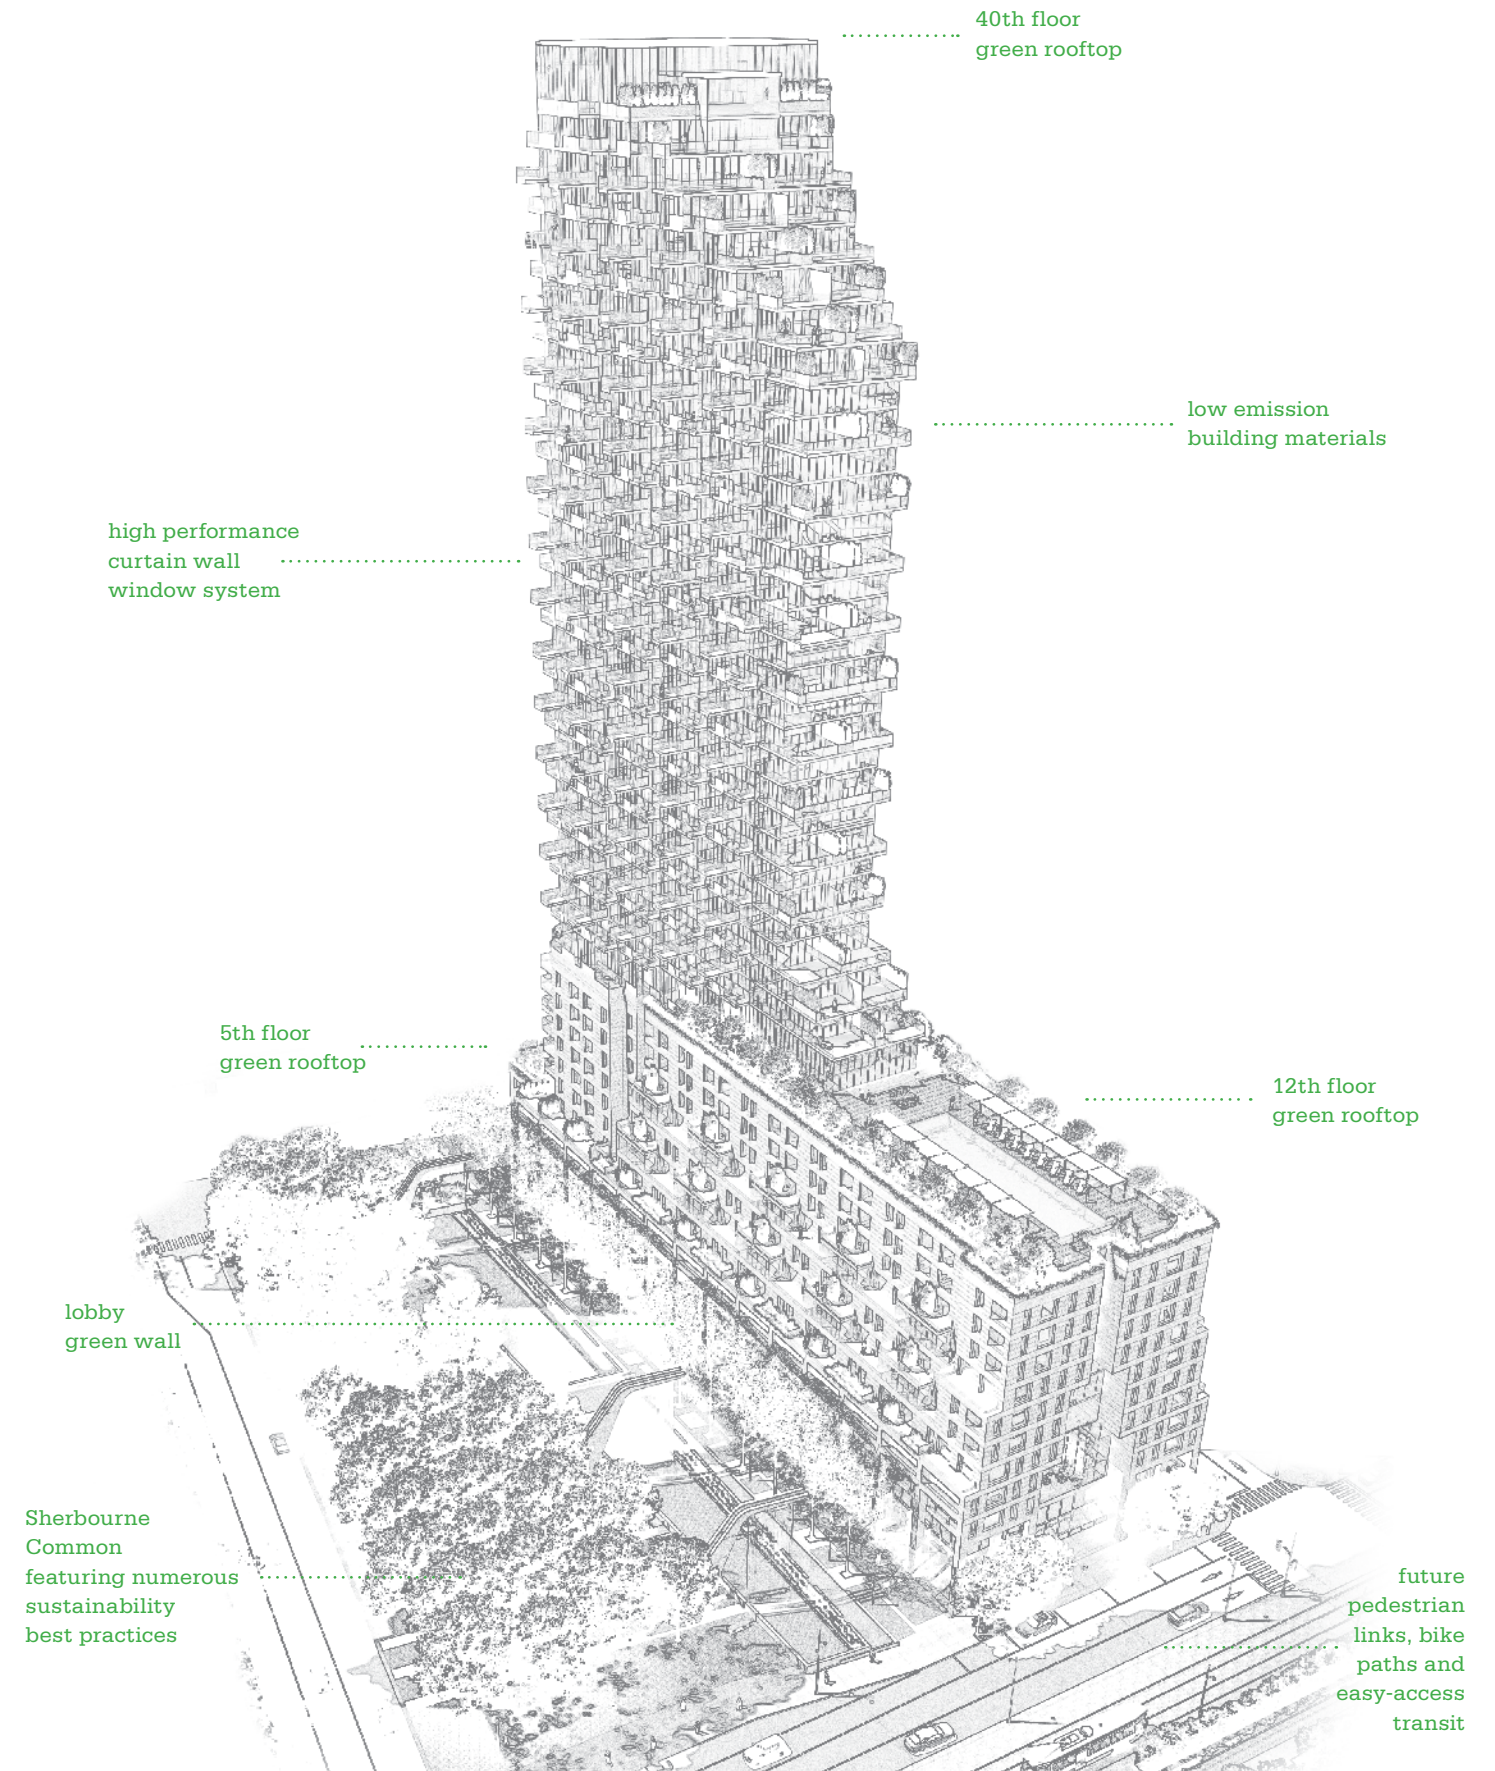 40th floor
green rooftop
low emission
building materials
high performance
curtain wall
window system
5th floor
green rooftop
12th floor
green rooftop
lobby
green wall
Sherbourne
Common
featuring numerous
sustainability
best practices
future
pedestrian
links, bike
paths and
easy-access
transit